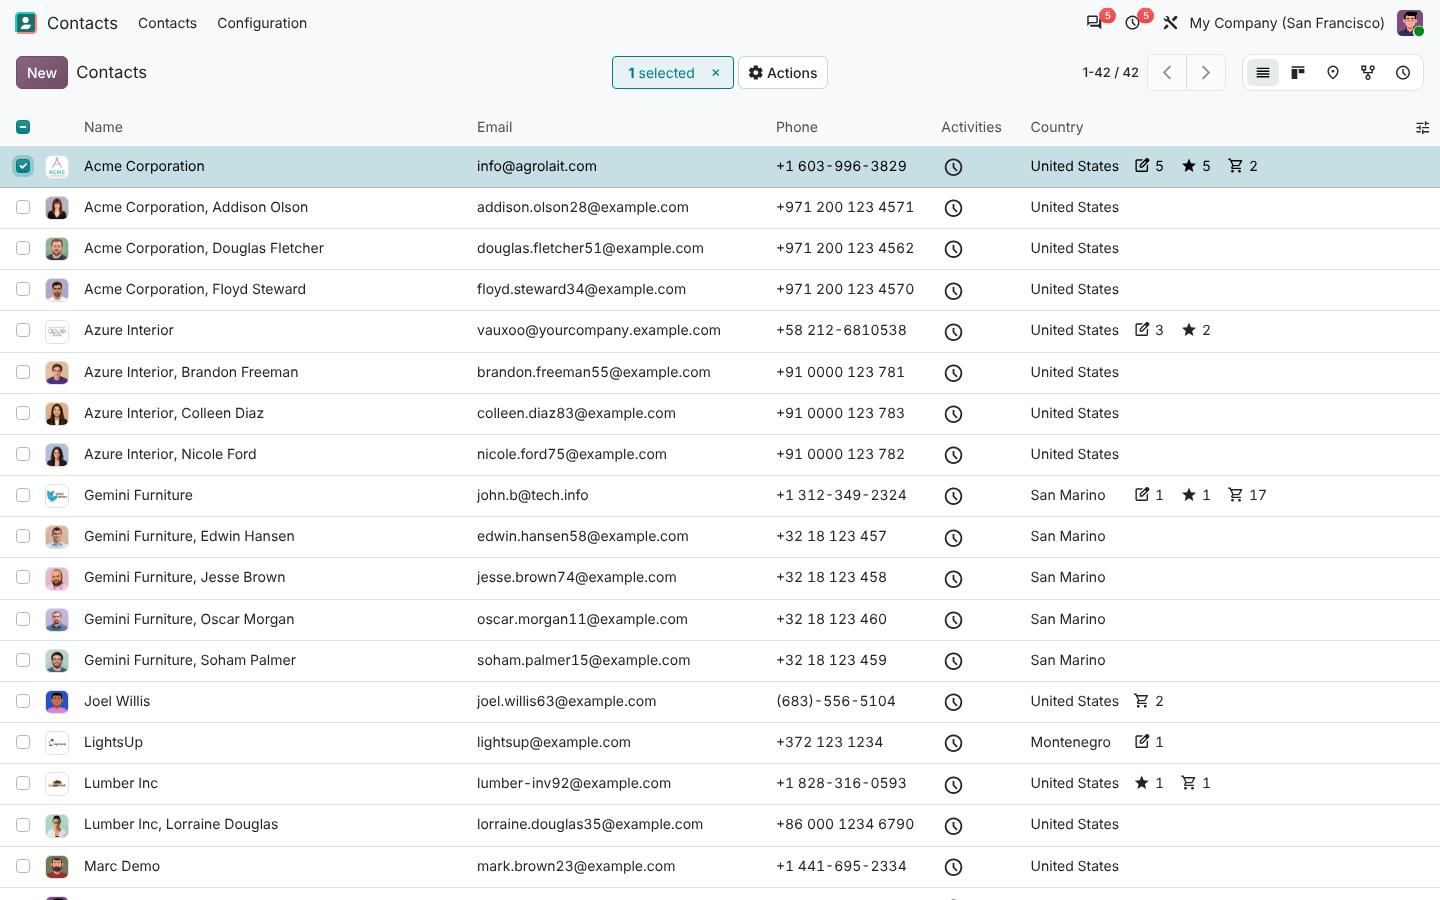 Contacts Contacts Configuration 5 5 My Company (San Francisco)
New Contacts 1 selected × Actions 1-42 / 42
Name Email Phone Activities Country
ACME Acme Corporation info@agrolait.com +1 603-996-3829 United States 5 5 2
Acme Corporation, Addison Olson addison.olson28@example.com +971 200 123 4571 United States
Acme Corporation, Douglas Fletcher douglas.fletcher51@example.com +971 200 123 4562 United States
Acme Corporation, Floyd Steward floyd.steward34@example.com +971 200 123 4570 United States
Azure Interior vauxoo@yourcompany.example.com +58 212-6810538 United States 3 2
Azure Interior, Brandon Freeman brandon.freeman55@example.com +91 0000 123 781 United States
Azure Interior, Colleen Diaz colleen.diaz83@example.com +91 0000 123 783 United States
Azure Interior, Nicole Ford nicole.ford75@example.com +91 0000 123 782 United States
Gemini Furniture john.b@tech.info +1 312-349-2324 San Marino 1 1 17
Gemini Furniture, Edwin Hansen edwin.hansen58@example.com +32 18 123 457 San Marino
Gemini Furniture, Jesse Brown jesse.brown74@example.com +32 18 123 458 San Marino
Gemini Furniture, Oscar Morgan oscar.morgan11@example.com +32 18 123 460 San Marino
Gemini Furniture, Soham Palmer soham.palmer15@example.com +32 18 123 459 San Marino
Joel Willis joel.willis63@example.com (683)-556-5104 United States 2
LightsUp lightsup@example.com +372 123 1234 Montenegro 1
Lumber Inc lumber-inv92@example.com +1 828-316-0593 United States 1 1
Lumber Inc, Lorraine Douglas lorraine.douglas35@example.com +86 000 1234 6790 United States
Marc Demo mark.brown23@example.com +1 441-695-2334 United States